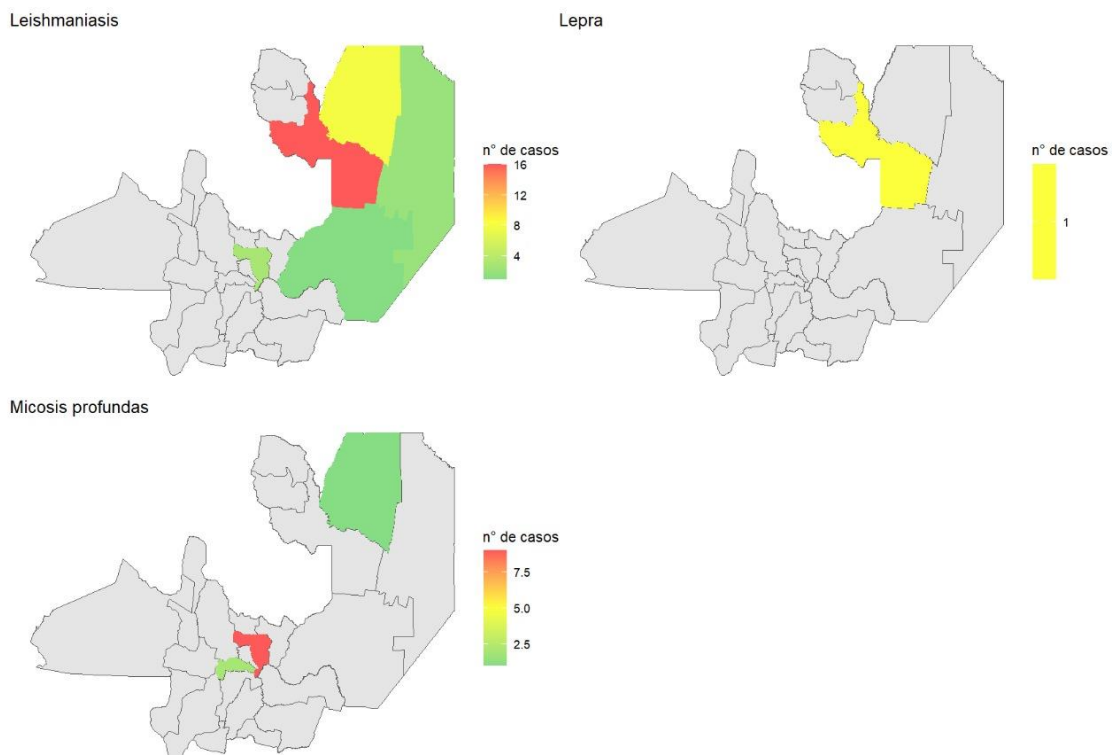 Leishmaniasis
n° de casos
16
12
8
4
Lepra
n° de casos
1
Micosis profundas
n° de casos
7.5
5.0
2.5